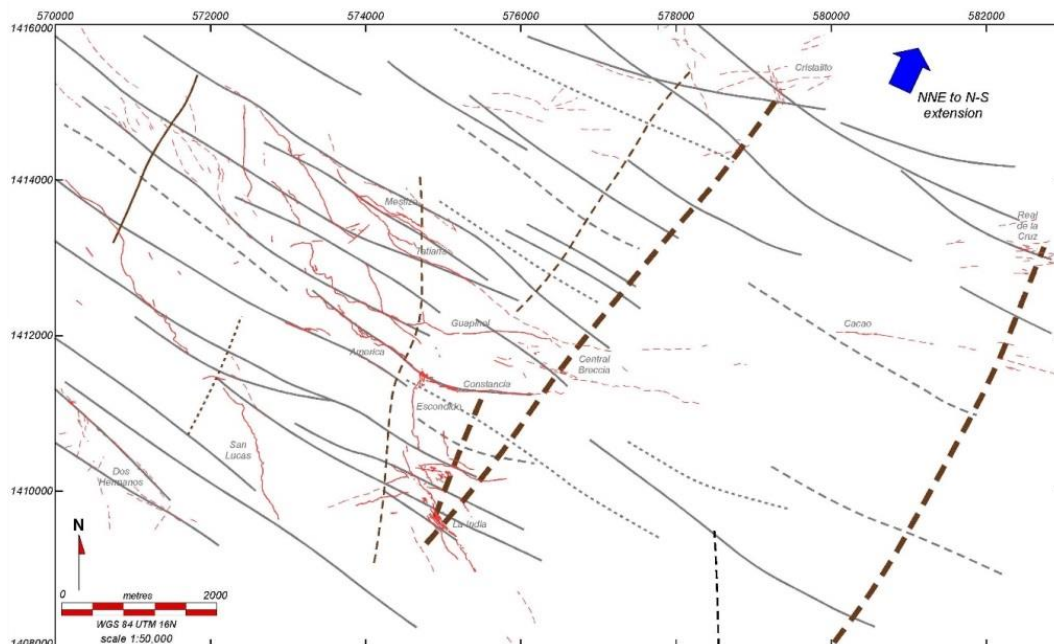 570000 572000 574000 576000 578000 580000 582000
1416000
Cristalito
NNE to N-S
extension
1414000
Mestiza
Tatiana
Real
de la
Cruz
1412000
Guapinol
Cacao
America
Central
Breccia
Constancia
Escondido
San
Lucas
Dos
Hermanos
1410000
La India
N
0 metres 2000
WGS 84 UTM 16N
scale 1:50,000
1408000